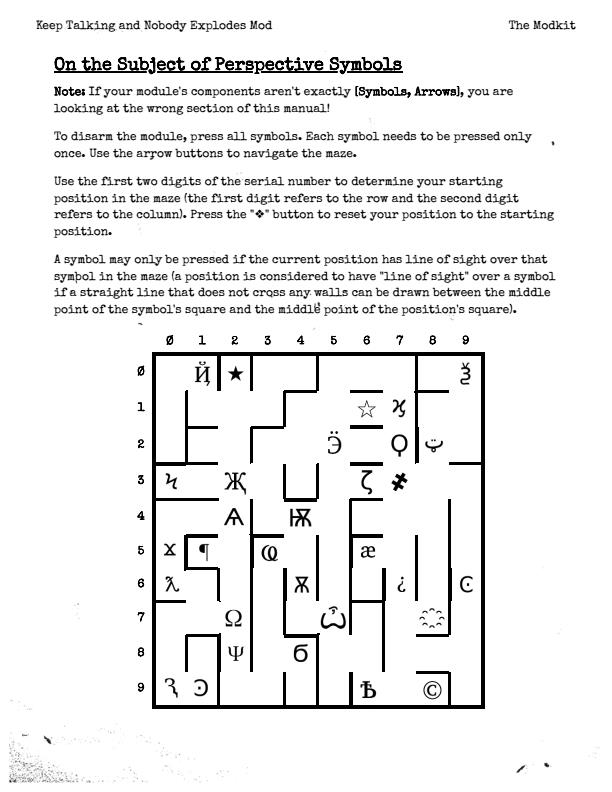 Keep Talking and Nobody Explodes Mod The Modkit
On the Subject of Perspective Symbols
Note: If your module's components aren't exactly [Symbols, Arrows], you are
looking at the wrong section of this manual!
To disarm the module, press all symbols. Each symbol needs to be pressed only
once. Use the arrow buttons to navigate the maze.
Use the first two digits of the serial number to determine your starting
position in the maze (the first digit refers to the row and the second digit
refers to the column). Press the "❖" button to reset your position to the starting
position.
A symbol may only be pressed if the current position has line of sight over that
symbol in the maze (a position is considered to have "line of sight" over a symbol
if a straight line that does not cross any walls can be drawn between the middle
point of the symbol's square and the middle point of the position's square).
0 1 2 3 4 5 6 7 8 9
0 Ҋ ★ Ѯ
1 ☆ ϗ
2 Ӭ Ϙ ټ
3 Ϟ Җ ζ ҂
4 Ѧ Ѭ
5 ¶ Ҩ æ
6 ƛ Ѫ ¿ Ͼ
7 Ω Ѽ ҈
8 Ψ б
9 Ԇ Ͽ Ѣ ©